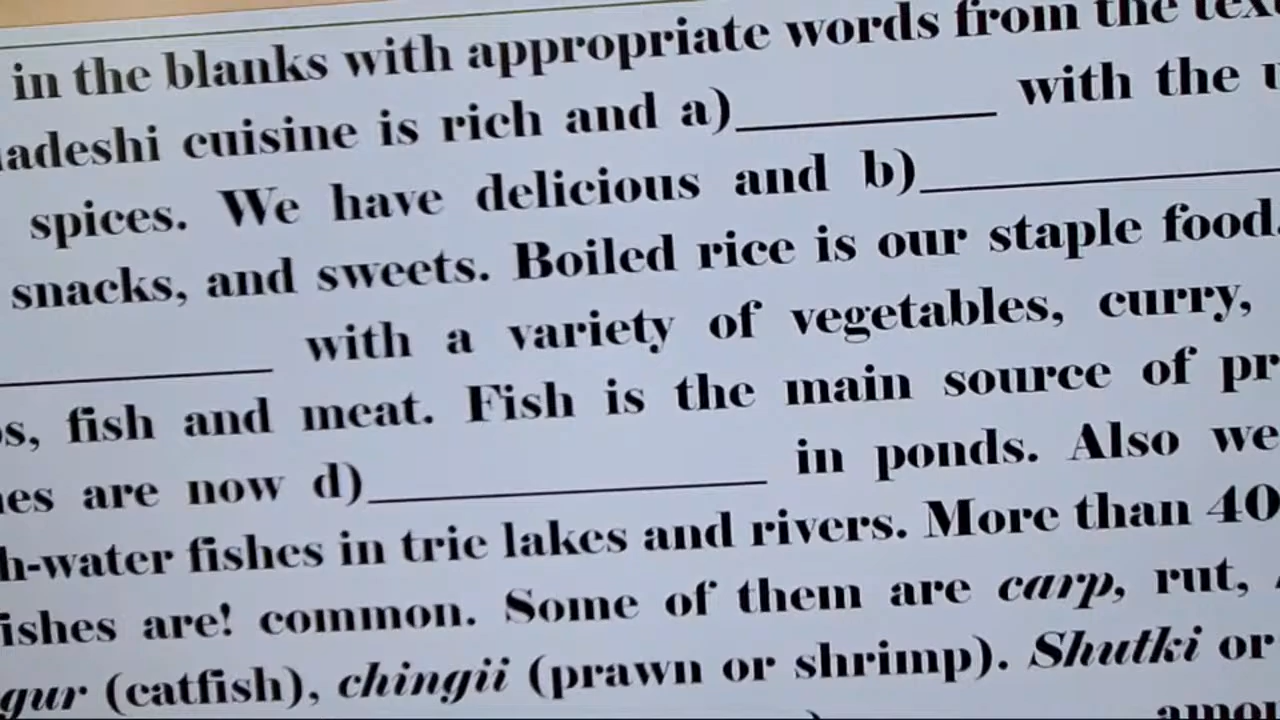 in the blanks with appropriate words from the
adeshi cuisine is rich and a)__________ with the
spices. We have delicious and b)__________
snacks, and sweets. Boiled rice is our staple food.
__________ with a variety of vegetables, curry,
fish and meat. Fish is the main source of
are now d)__________ in ponds. Also we
h-water fishes in trie lakes and rivers. More than 40
ishes are! common. Some of them are carp, rut,
gur (catfish), chingii (prawn or shrimp). Shutki or